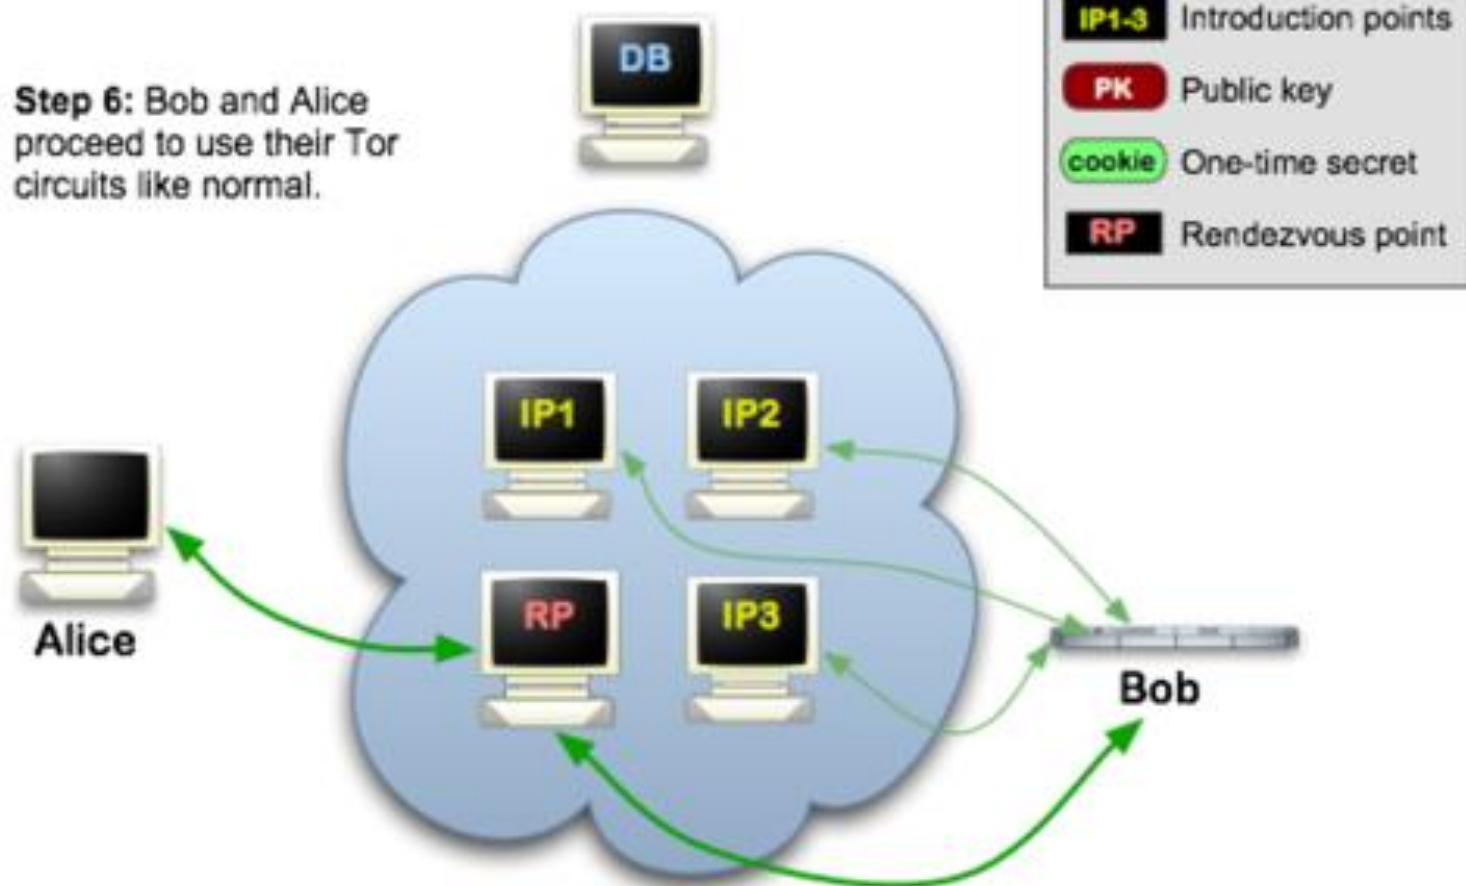 Step 6: Bob and Alice
proceed to use their Tor
circuits like normal.
DB
IP1-3 Introduction points
PK Public key
cookie One-time secret
RP Rendezvous point
IP1
IP2
RP
IP3
Alice
Bob